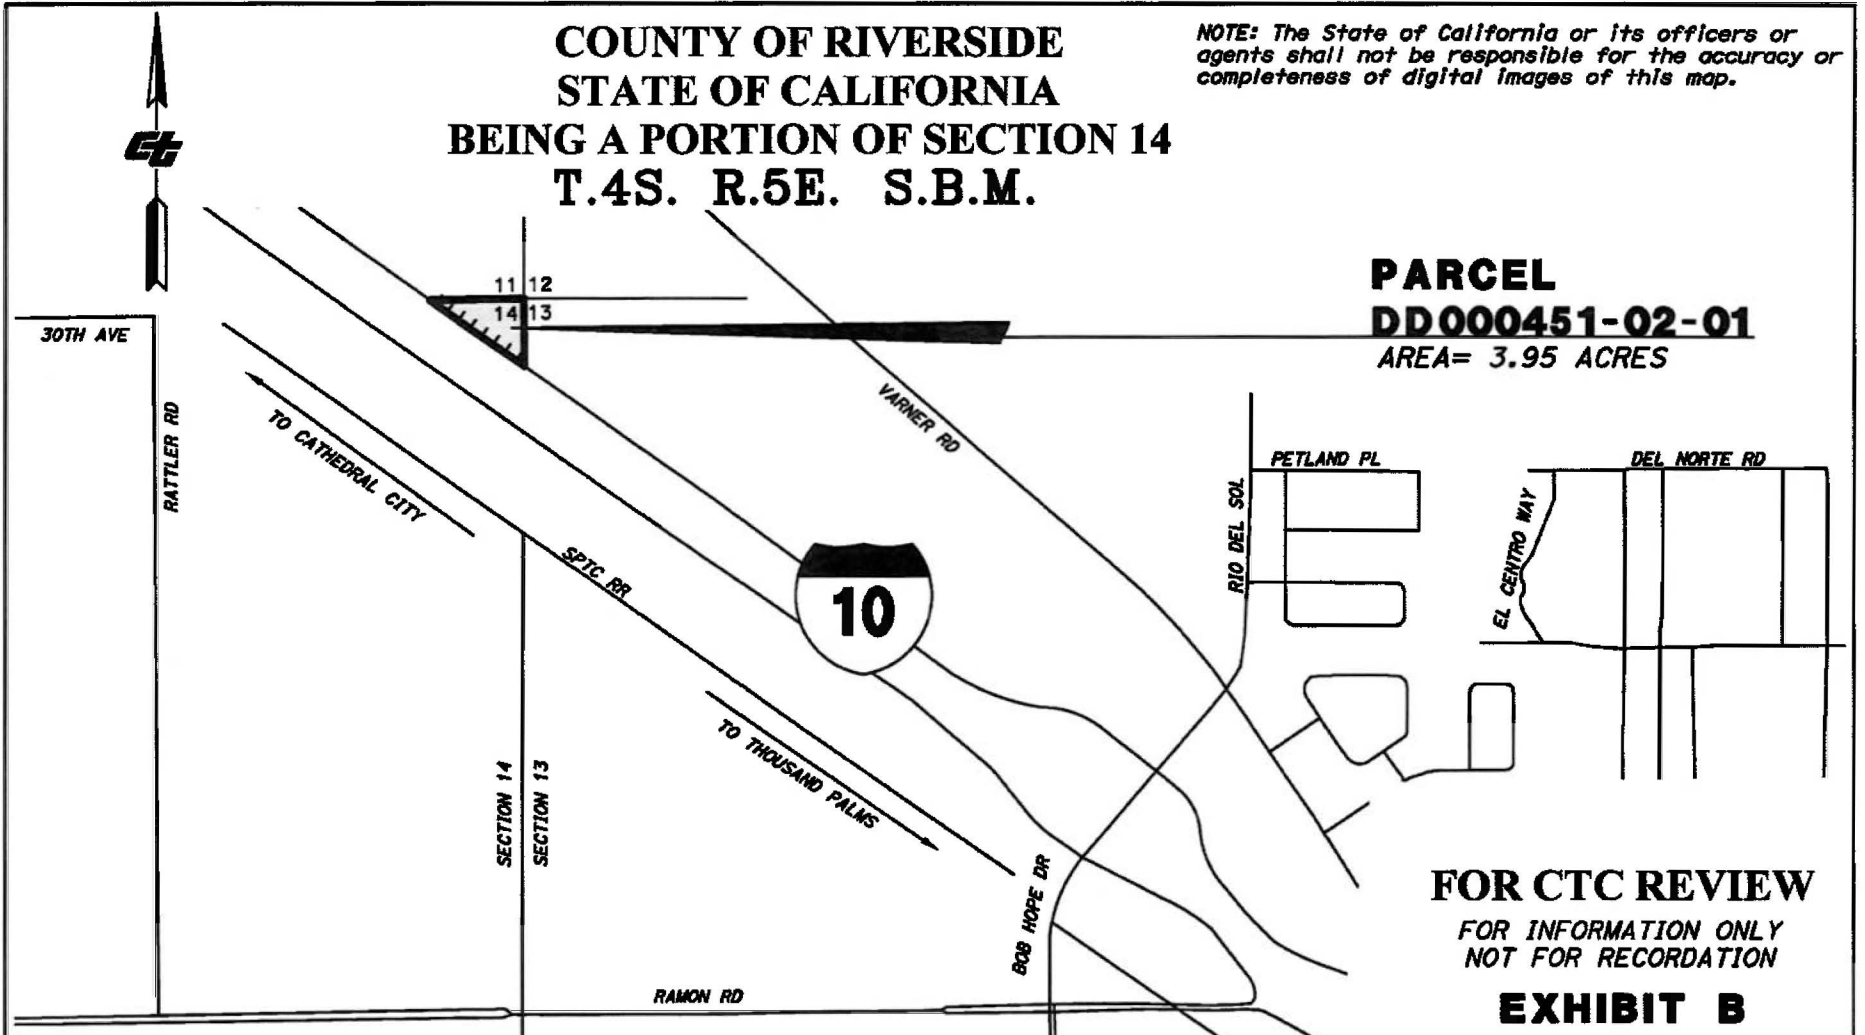 COUNTY OF RIVERSIDE
STATE OF CALIFORNIA
BEING A PORTION OF SECTION 14
T.4S. R.5E. S.B.M.
NOTE: The State of California or its officers or
agents shall not be responsible for the accuracy or
completeness of digital images of this map.
Ct
11 12
14 13
PARCEL
DD000451-02-01
AREA= 3.95 ACRES
30TH AVE
RATTLER RD
TO CATHEDRAL CITY
VARNER RD
PETLAND PL
DEL NORTE RD
RIO DEL SOL
EL CENTRO WAY
SPTC RR
10
TO THOUSAND PALMS
SECTION 14
SECTION 13
BOB HOPE DR
RAMON RD
FOR CTC REVIEW
FOR INFORMATION ONLY
NOT FOR RECORDATION
EXHIBIT B